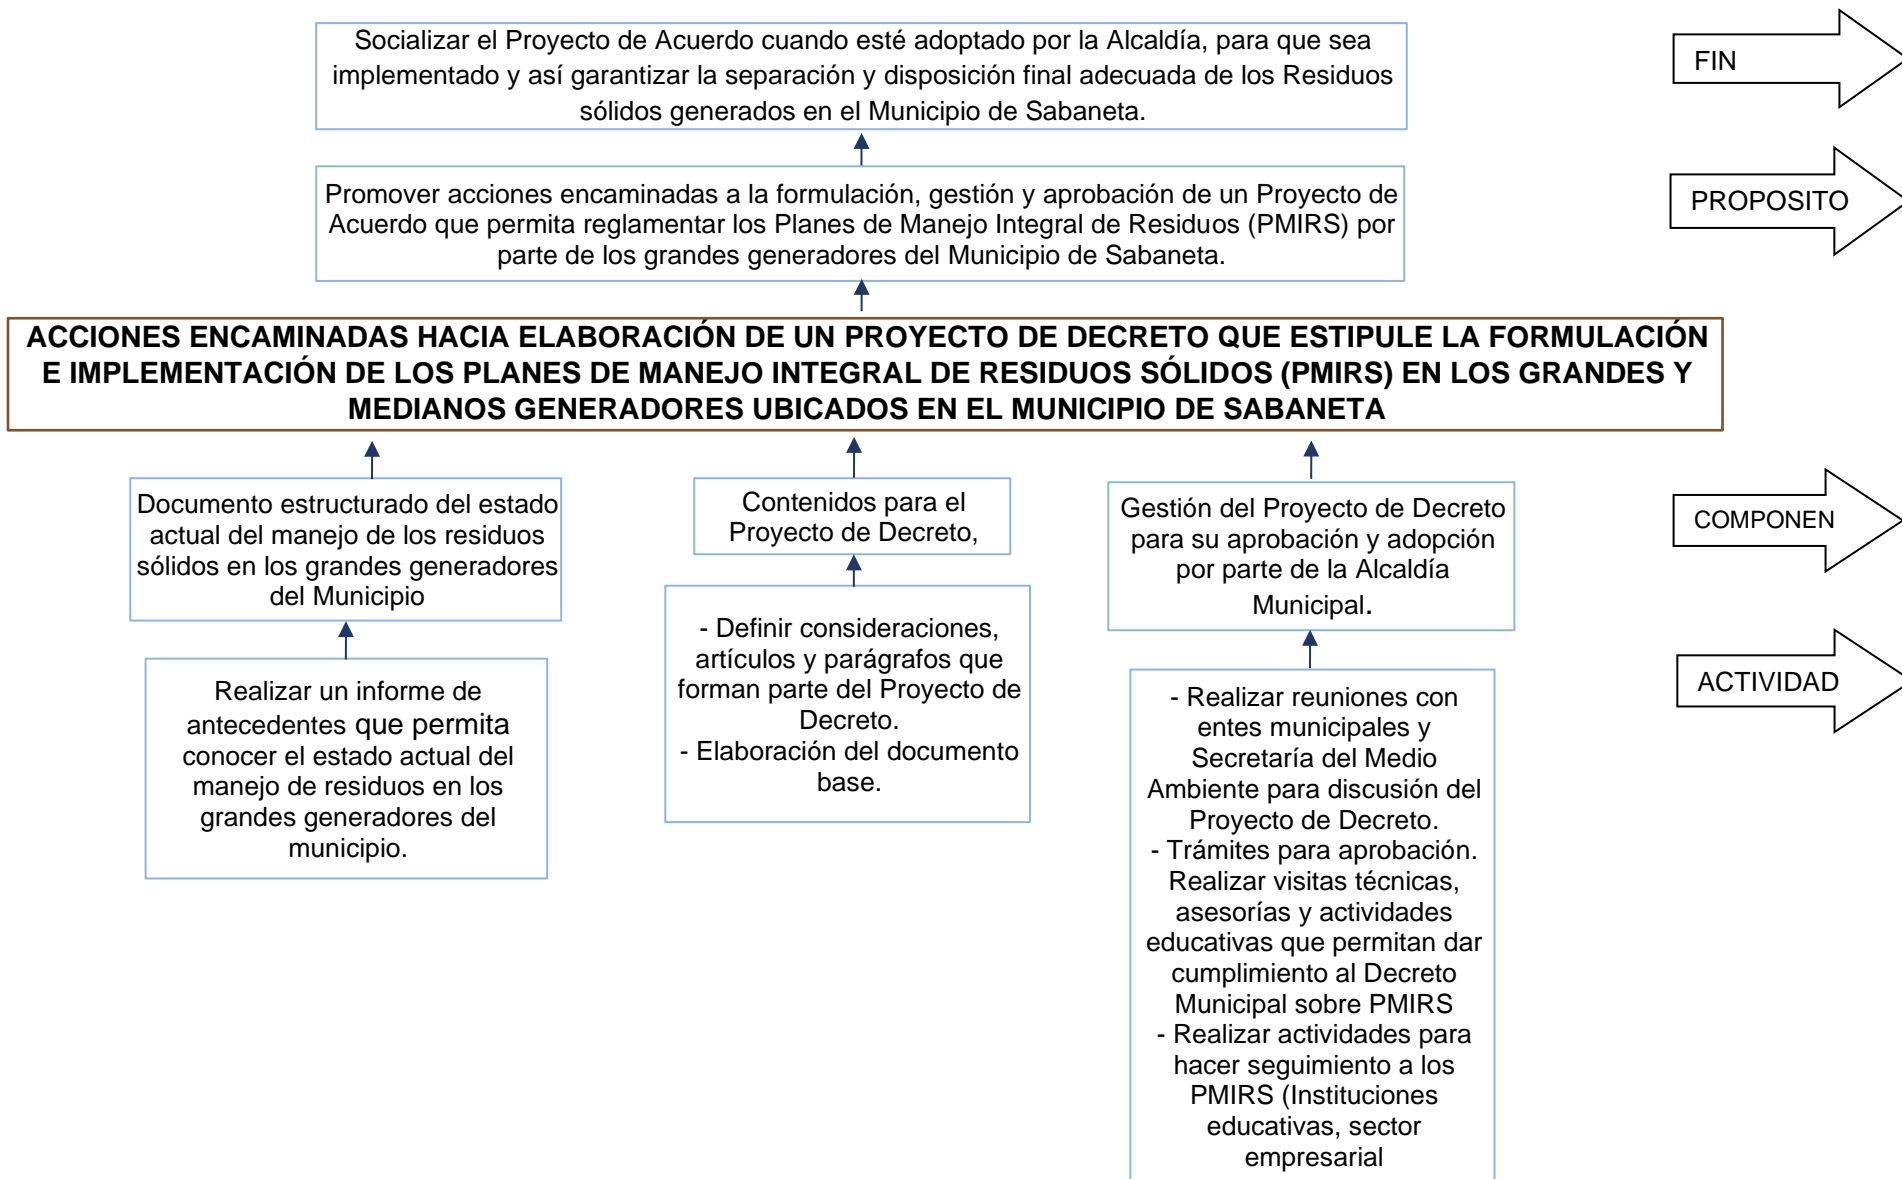 Socializar el Proyecto de Acuerdo cuando esté adoptado por la Alcaldía, para que sea
implementado y así garantizar la separación y disposición final adecuada de los Residuos
sólidos generados en el Municipio de Sabaneta.
FIN
Promover acciones encaminadas a la formulación, gestión y aprobación de un Proyecto de
Acuerdo que permita reglamentar los Planes de Manejo Integral de Residuos (PMIRS) por
parte de los grandes generadores del Municipio de Sabaneta.
PROPOSITO
ACCIONES ENCAMINADAS HACIA ELABORACIÓN DE UN PROYECTO DE DECRETO QUE ESTIPULE LA FORMULACIÓN
E IMPLEMENTACIÓN DE LOS PLANES DE MANEJO INTEGRAL DE RESIDUOS SÓLIDOS (PMIRS) EN LOS GRANDES Y
MEDIANOS GENERADORES UBICADOS EN EL MUNICIPIO DE SABANETA
Documento estructurado del estado
actual del manejo de los residuos
sólidos en los grandes generadores
del Municipio
Contenidos para el
Proyecto de Decreto,
Gestión del Proyecto de Decreto
para su aprobación y adopción
por parte de la Alcaldía
Municipal.
COMPONEN
Realizar un informe de
antecedentes que permita
conocer el estado actual del
manejo de residuos en los
grandes generadores del
municipio.
- Definir consideraciones,
artículos y parágrafos que
forman parte del Proyecto de
Decreto.
- Elaboración del documento
base.
- Realizar reuniones con
entes municipales y
Secretaría del Medio
Ambiente para discusión del
Proyecto de Decreto.
- Trámites para aprobación.
Realizar visitas técnicas,
asesorías y actividades
educativas que permitan dar
cumplimiento al Decreto
Municipal sobre PMIRS
- Realizar actividades para
hacer seguimiento a los
PMIRS (Instituciones
educativas, sector
empresarial
ACTIVIDAD